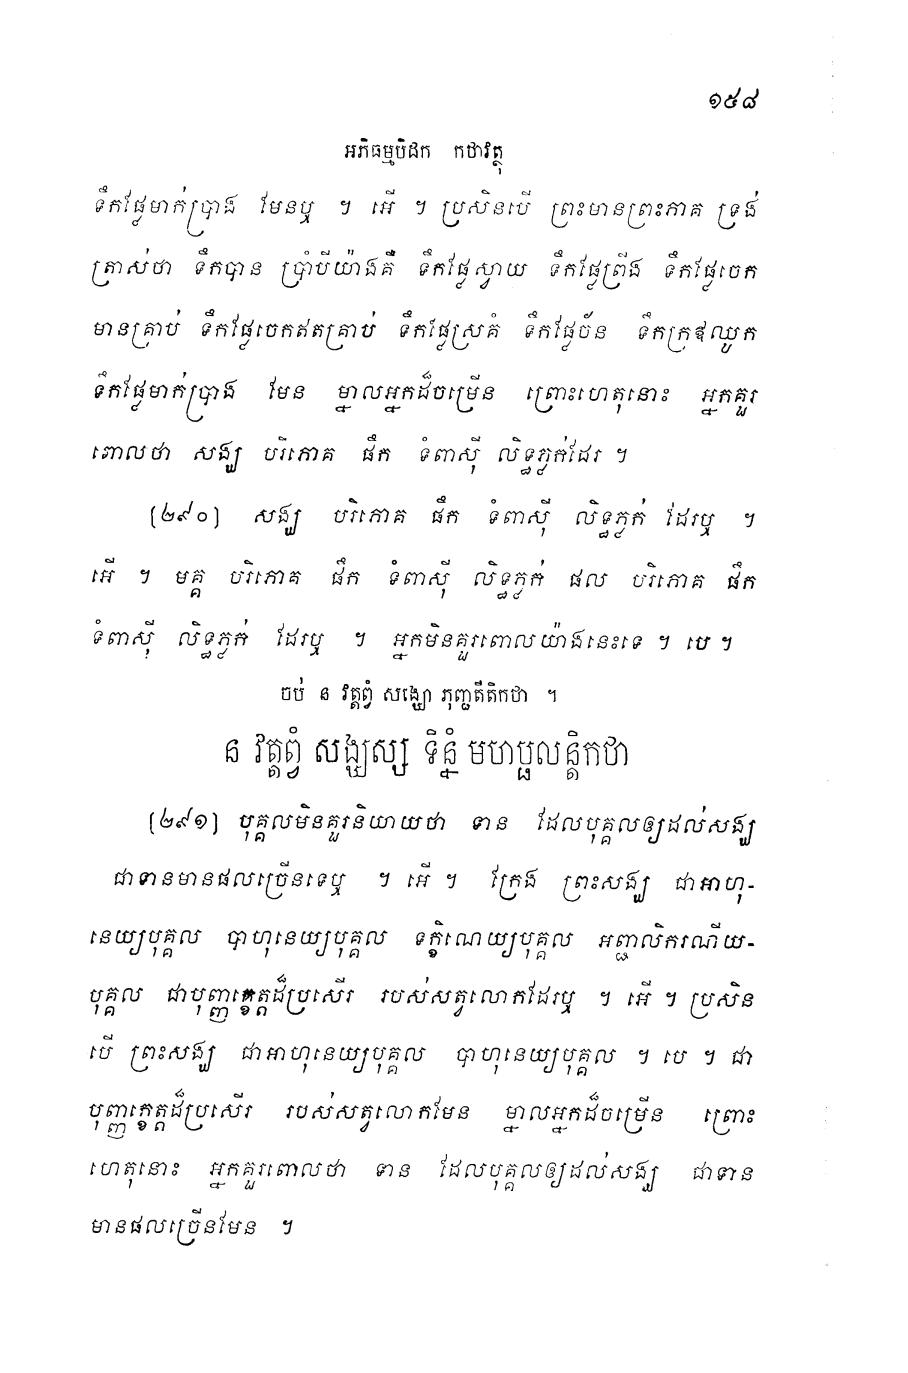 ១៥៨
អភិធម្មបិដក កថាវត្ថុ
ទឹកផ្លែមាក់ប្រាង មែនឬ ។ អើ ។ ប្រសិនបើ ព្រះមានព្រះភាគ ទ្រង់
ត្រាស់ថា ទឹកបាន ប្រាំបីយ៉ាងគឺ ទឹកផ្លែស្វាយ ទឹកផ្លែព្រីង ទឹកផ្លែចេក
មានគ្រាប់ ទឹកផ្លែចេកឥតគ្រាប់ ទឹកផ្លែស្រគំ ទឹកផ្លែច័ន ទឹកក្រឪឈូក
ទឹកផ្លែមាក់ប្រាង មែន ម្នាលអ្នកដ៏ចម្រើន ព្រោះហេតុនោះ អ្នកគួរ
ពោលថា សង្ឃ បរិភោគ ផឹក ទំពាស៊ី លិទ្ធភ្លក់ដែរ ។
(២៩០) សង្ឃ បរិភោគ ផឹក ទំពាស៊ី លិទ្ធភ្លក់ ដែរឬ ។
អើ ។ មគ្គ បរិភោគ ផឹក ទំពាស៊ី លិទ្ធភ្លក់ ផល បរិភោគ ផឹក
ទំពាស៊ី លិទ្ធភ្លក់ ដែរឬ ។ អ្នកមិនគួរពោលយ៉ាងនេះទេ ។ បេ ។
ចប់ ន វត្តព្វំ សង្ឃោ ភុញ្ជតីតិកថា ។
ន វត្តព្វំ សង្ឃស្ស ទិន្នំ មហប្ផលន្តិកថា
(២៩១) បុគ្គលមិនគួរនិយាយថា ទាន ដែលបុគ្គលឲ្យដល់សង្ឃ
ជាទានមានផលច្រើនទេឬ ។ អើ ។ ក្រែង ព្រះសង្ឃ ជាអាហុ-
នេយ្យបុគ្គល បាហុនេយ្យបុគ្គល ទក្ខិណេយ្យបុគ្គល អញ្ជាលិករណីយ-
បុគ្គល ជាបុញ្ញក្ខេត្តដ៏ប្រសើរ របស់សត្វលោកដែរឬ ។ អើ ។ ប្រសិន
បើ ព្រះសង្ឃ ជាអាហុនេយ្យបុគ្គល បាហុនេយ្យបុគ្គល ។ បេ ។ ជា
បុញ្ញក្ខេត្តដ៏ប្រសើរ របស់សត្វលោកមែន ម្នាលអ្នកដ៏ចម្រើន ព្រោះ
ហេតុនោះ អ្នកគួរពោលថា ទាន ដែលបុគ្គលឲ្យដល់សង្ឃ ជាទាន
មានផលច្រើនមែន ។